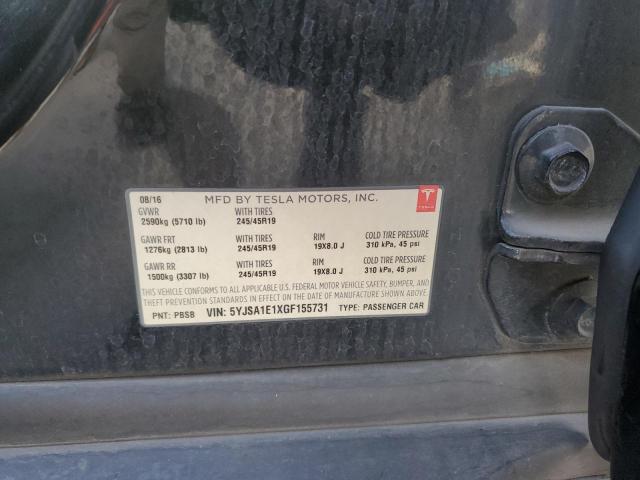 08/16 MFD BY TESLA MOTORS, INC. TESLA
GVWR WITH TIRES
2590kg (5710 lb) 245/45R19
GAWR FRT WITH TIRES RIM COLD TIRE PRESSURE
1276kg (2813 lb) 245/45R19 19X8.0 J 310 kPa, 45 psi
GAWR RR WITH TIRES RIM COLD TIRE PRESSURE
1500kg (3307 lb) 245/45R19 19X8.0 J 310 kPa, 45 psi
THIS VEHICLE CONFORMS TO ALL APPLICABLE U.S. FEDERAL MOTOR VEHICLE SAFETY, BUMPER, AND
THEFT PREVENTION STANDARDS IN EFFECT ON THE DATE OF MANUFACTURE SHOWN ABOVE.
PNT: PBSB VIN: 5YJSA1E1XGF155731 TYPE: PASSENGER CAR